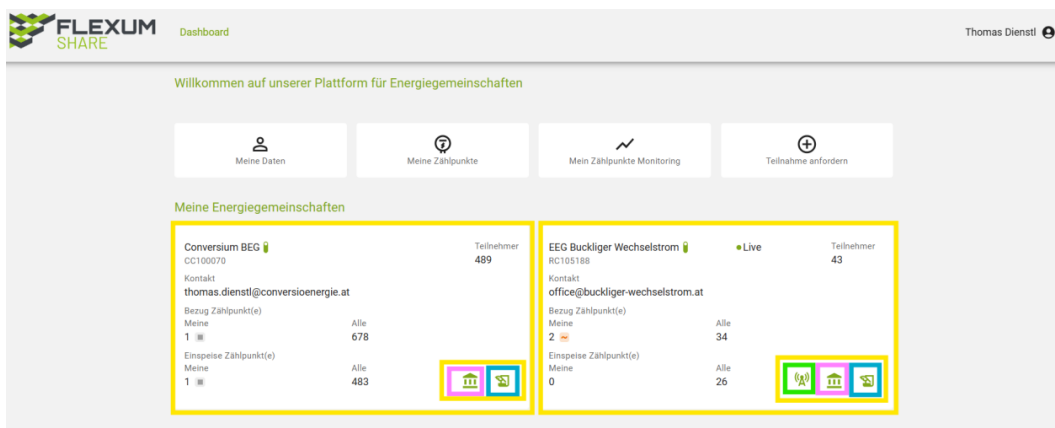 FLEXUM
SHARE
Dashboard
Thomas Dienstl
Willkommen auf unserer Plattform für Energiegemeinschaften
Meine Daten
Meine Zählpunkte
Mein Zählpunkte Monitoring
Teilnahme anfordern
Meine Energiegemeinschaften
Conversium BEG
CC100070
Teilnehmer
489
Kontakt
thomas.dienstl@conversioenergie.at
Bezug Zählpunkt(e)
Meine Alle
1 678
Einspeise Zählpunkt(e)
Meine Alle
1 483
EEG Buckliger Wechselstrom
RC105188
Live
Teilnehmer
43
Kontakt
office@buckliger-wechselstrom.at
Bezug Zählpunkt(e)
Meine Alle
2 34
Einspeise Zählpunkt(e)
Meine Alle
0 26